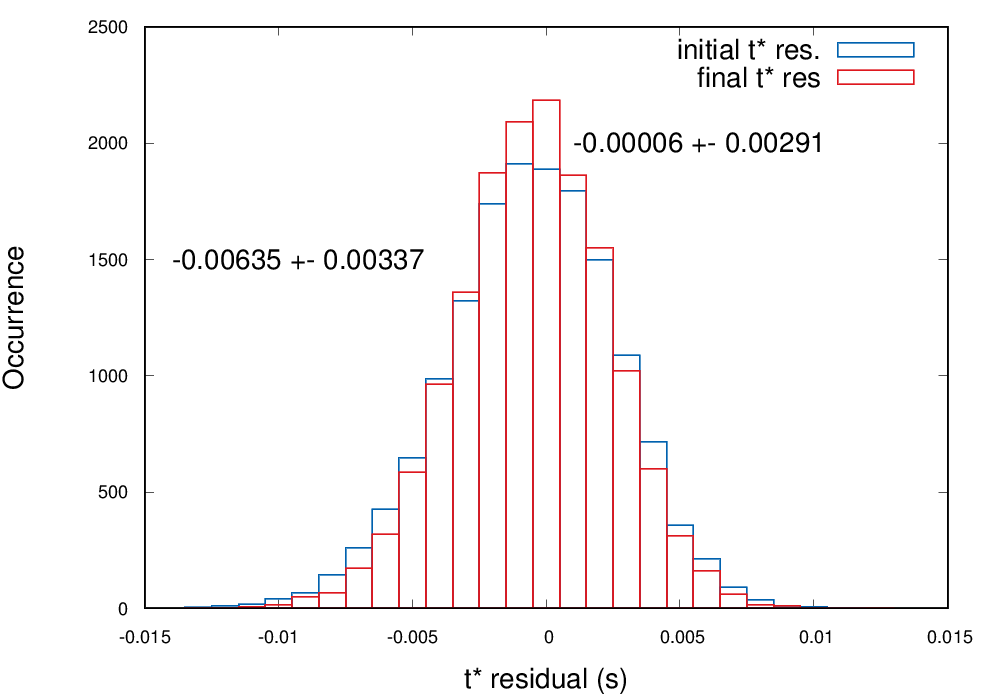 2500
2000
1500
1000
500
0
Occurrence
initial t* res.
final t* res
-0.00006 +- 0.00291
-0.00635 +- 0.00337
-0.015 -0.01 -0.005 0 0.005 0.01 0.015
t* residual (s)